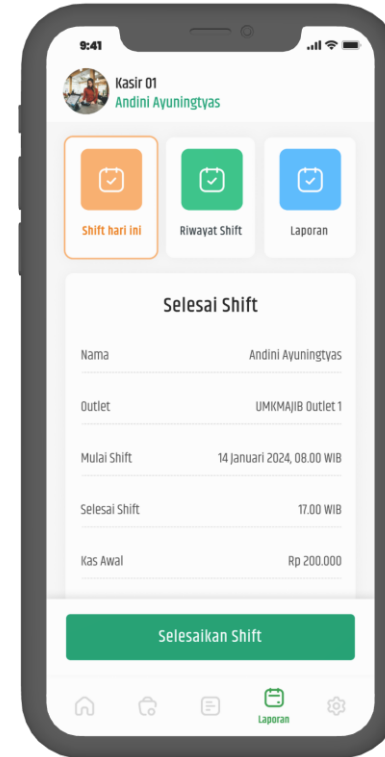 9:41
Kasir 01
Andini Ayuningtyas
Shift hari ini
Riwayat Shift
Laporan
Selesai Shift
Nama Andini Ayuningtyas
Outlet UMKMAJIB Outlet 1
Mulai Shift 14 Januari 2024, 08.00 WIB
Selesai Shift 17.00 WIB
Kas Awal Rp 200.000
Selesaikan Shift
Laporan